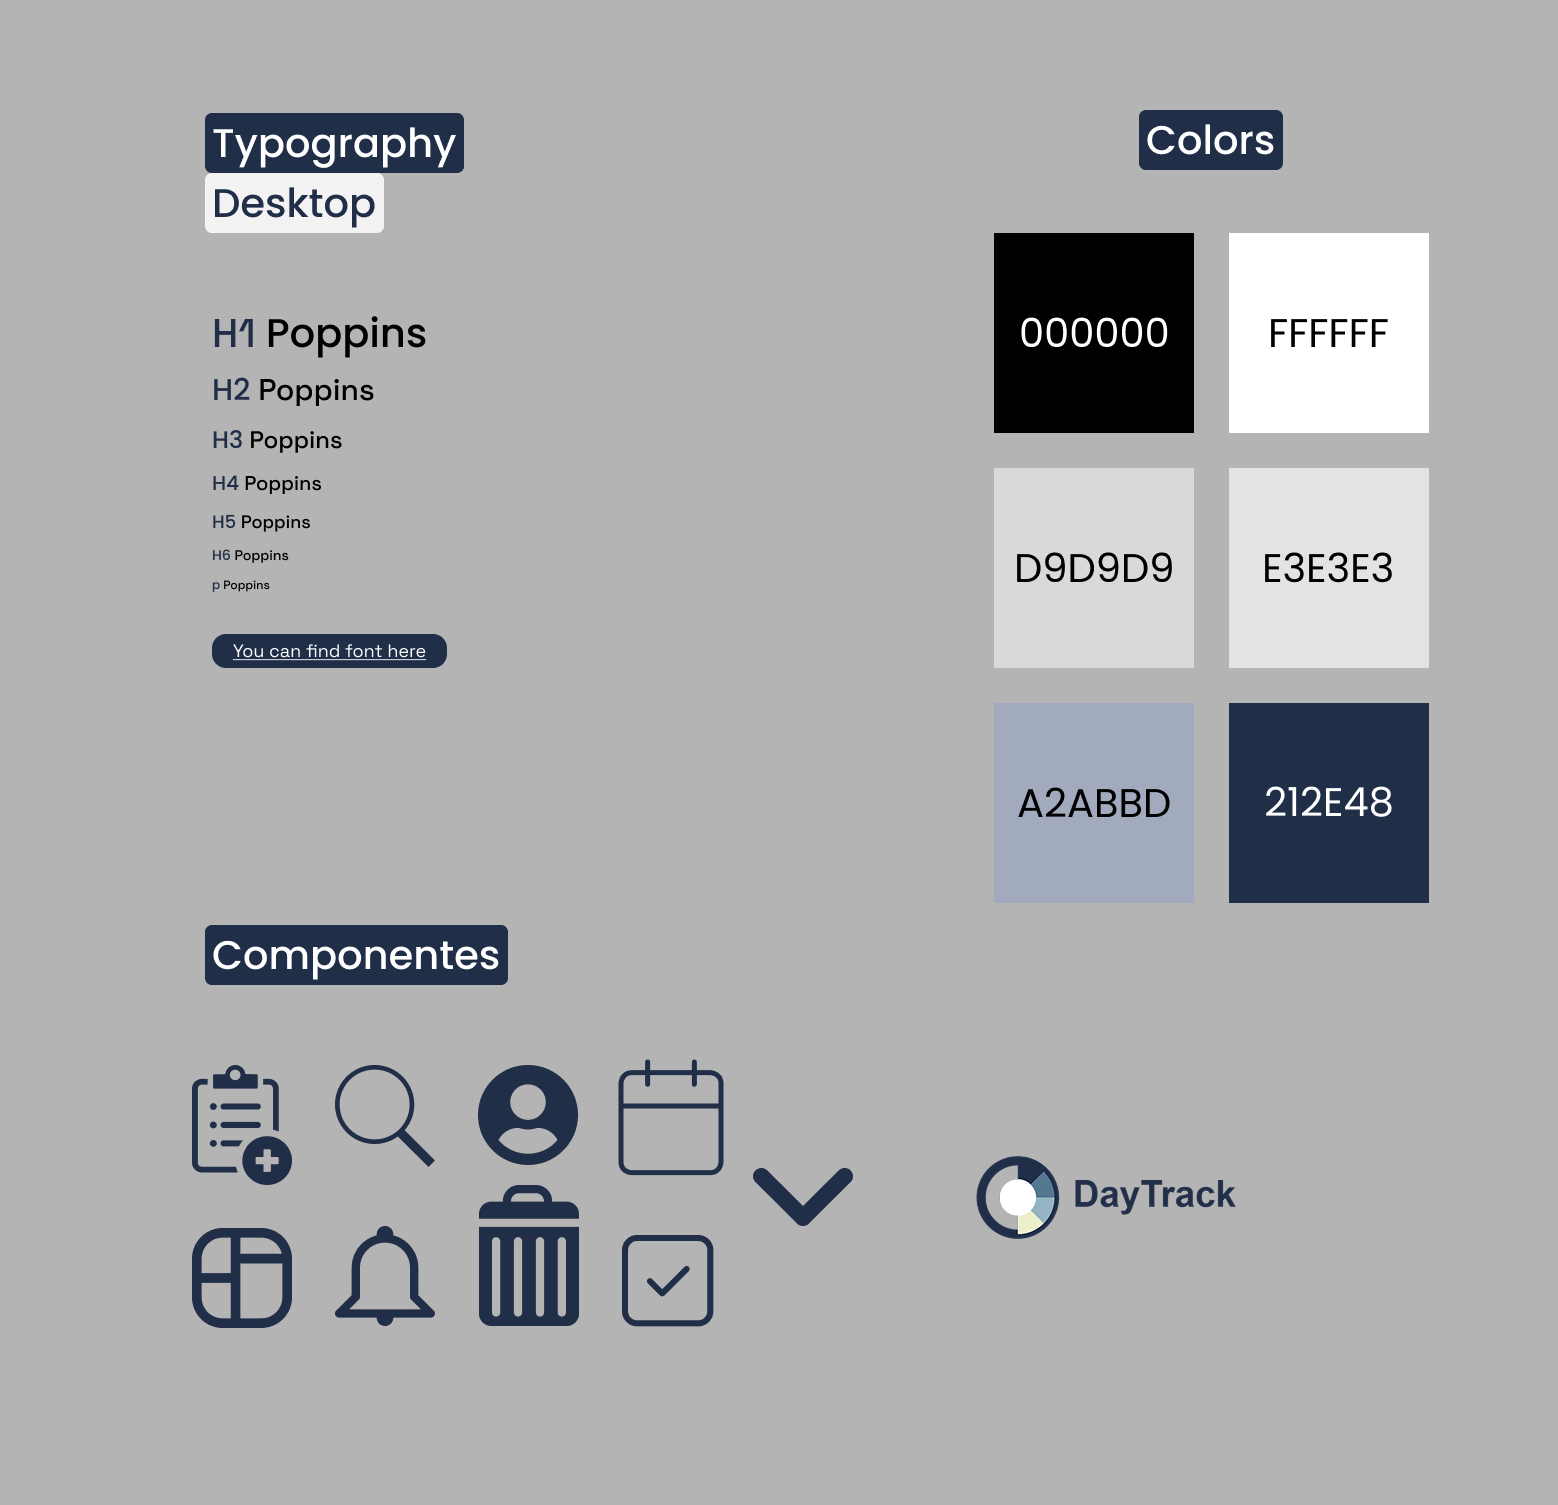 Typography
Desktop
H1 Poppins
H2 Poppins
H3 Poppins
H4 Poppins
H5 Poppins
H6 Poppins
p Poppins
You can find font here
Colors
000000
FFFFFF
D9D9D9
E3E3E3
A2ABBD
212E48
Componentes
DayTrack